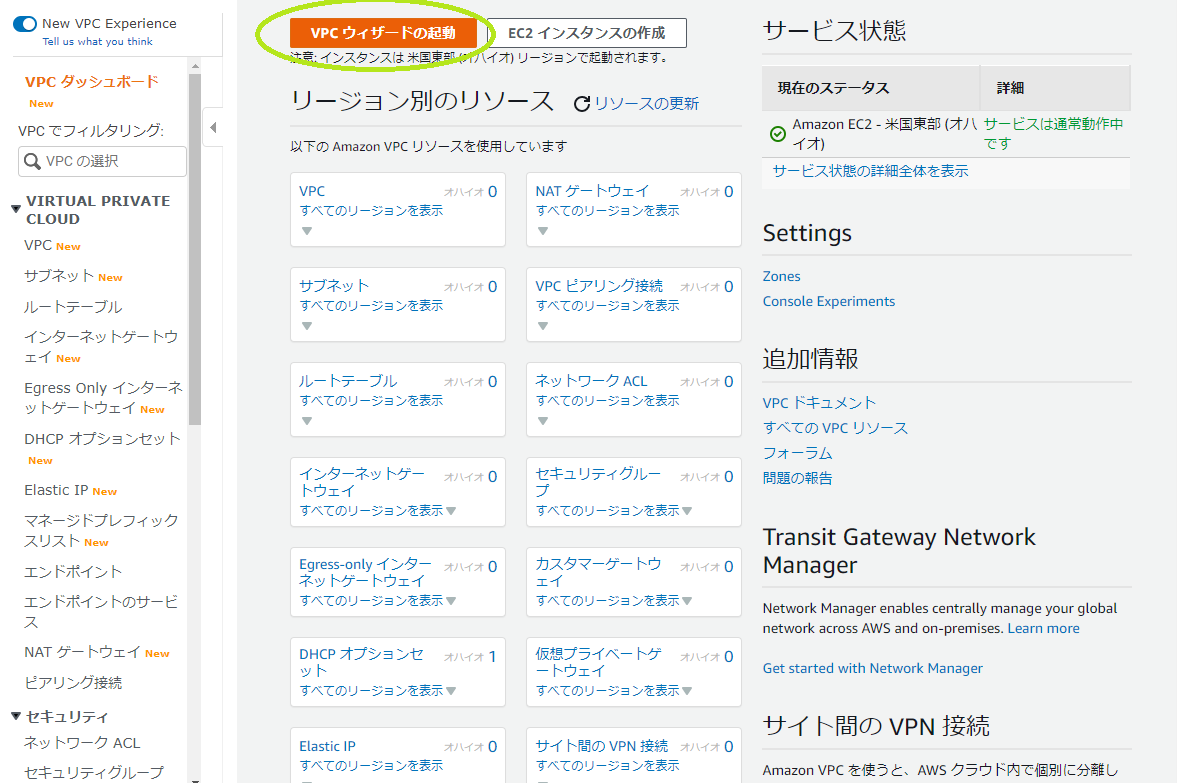 New VPC Experience
Tell us what you think
VPC ダッシュボード
New
VPC でフィルタリング:
VPC の選択
VIRTUAL PRIVATE
CLOUD
VPC New
サブネット New
ルートテーブル
インターネットゲートウ
ェイ New
Egress Only インターネ
ットゲートウェイ New
DHCP オプションセット
New
Elastic IP New
マネージドプレフィック
スリスト New
エンドポイント
エンドポイントのサービ
ス
NAT ゲートウェイ New
ピアリング接続
セキュリティ
ネットワーク ACL
セキュリティグループ
VPC ウィザードの起動
EC2 インスタンスの作成
注意: インスタンスは 米国東部 (オハイオ) リージョンで起動されます。
リージョン別のリソース
リソースの更新
以下の Amazon VPC リソースを使用しています
VPC オハイオ 0
すべてのリージョンを表示
NAT ゲートウェイ オハイオ 0
すべてのリージョンを表示
サブネット オハイオ 0
すべてのリージョンを表示
VPC ピアリング接続 オハイオ 0
すべてのリージョンを表示
ルートテーブル オハイオ 0
すべてのリージョンを表示
ネットワーク ACL オハイオ 0
すべてのリージョンを表示
インターネットゲー オハイオ 0
トウェイ
すべてのリージョンを表示
セキュリティグルー オハイオ 0
プ
すべてのリージョンを表示
Egress-only インター オハイオ 0
ネットゲートウェイ
すべてのリージョンを表示
カスタマーゲートウ オハイオ 0
ェイ
すべてのリージョンを表示
DHCP オプションセ オハイオ 1
ット
すべてのリージョンを表示
仮想プライベートゲ オハイオ 0
ートウェイ
すべてのリージョンを表示
Elastic IP オハイオ 0
すべてのリージョンを表示
サイト間の VPN 接続 オハイオ 0
すべてのリージョンを表示
サービス状態
現在のステータス 詳細
Amazon EC2 - 米国東部 (オハ サービスは通常動作中
イオ) です
サービス状態の詳細全体を表示
Settings
Zones
Console Experiments
追加情報
VPC ドキュメント
すべての VPC リソース
フォーラム
問題の報告
Transit Gateway Network
Manager
Network Manager enables centrally manage your global
network across AWS and on-premises. Learn more
Get started with Network Manager
サイト間の VPN 接続
Amazon VPC を使うと、AWS クラウド内で個別に分離し